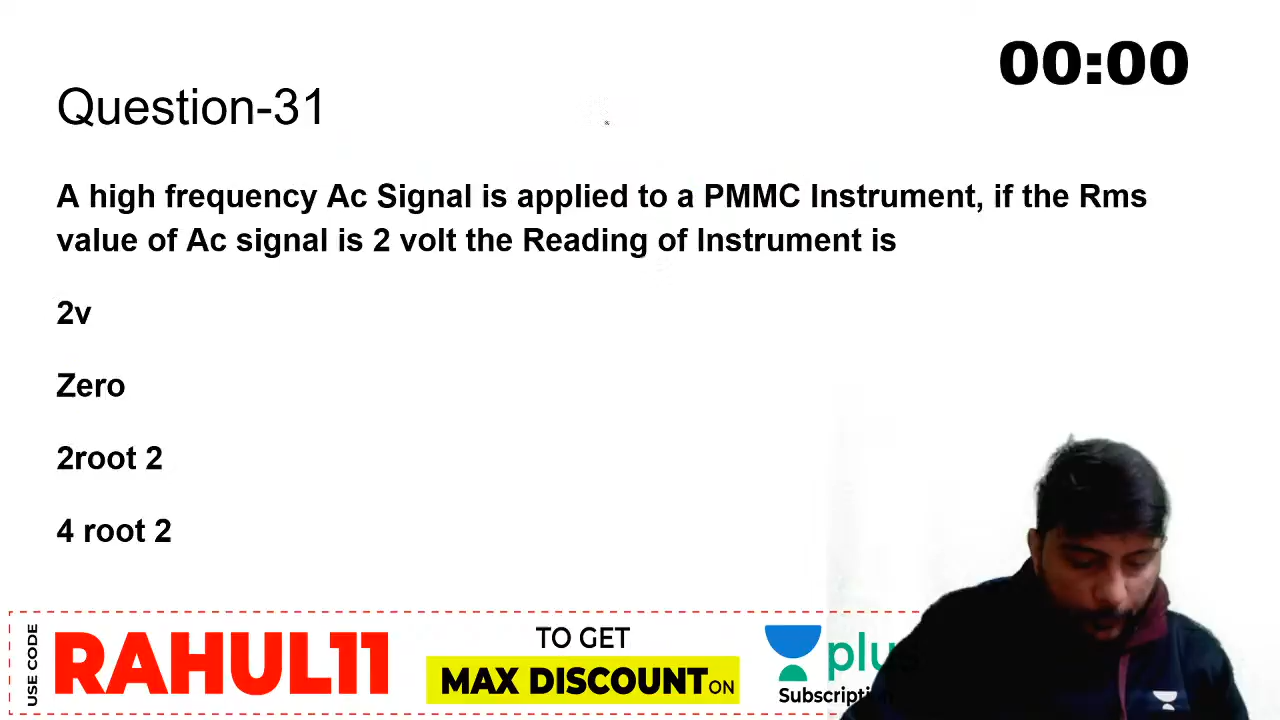 00:00
Question-31
A high frequency Ac Signal is applied to a PMMC Instrument, if the Rms
value of Ac signal is 2 volt the Reading of Instrument is
2v
Zero
2root 2
4 root 2
USE CODE
RAHUL11
TO GET
MAX DISCOUNT ON
plus
Subscription